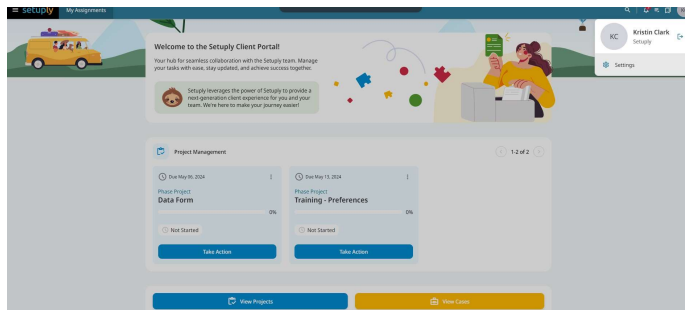 setuply My Assignments
KC
Kristin Clark
Setuply
Settings
Welcome to the Setuply Client Portal!
Your hub for seamless collaboration with the Setuply team. Manage
your tasks with ease, stay updated, and achieve success together.
Setuply leverages the power of Setuply to provide a
next-generation client experience for you and your
team. We're here to make your journey easier!
Project Management
1-2 of 2
Due May 06, 2024
Phase Project
Data Form
0%
Not Started
Take Action
Due May 13, 2024
Phase Project
Training - Preferences
0%
Not Started
Take Action
View Projects
View Cases